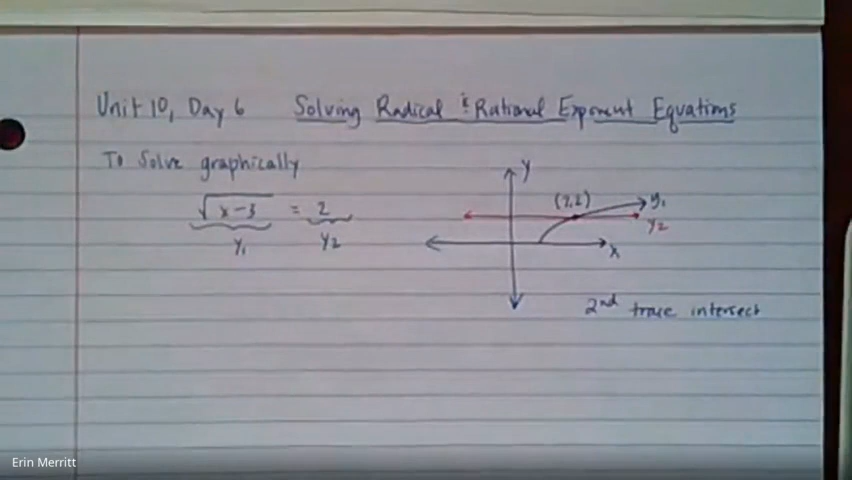 Unit 10, Day 6 Solving Radical & Rational Exponent Equations
To Solve graphically
√x-3 = 2
y₁ y₂
y
(7,2) y₁
y₂
x
2nd trace intersect
Erin Merritt